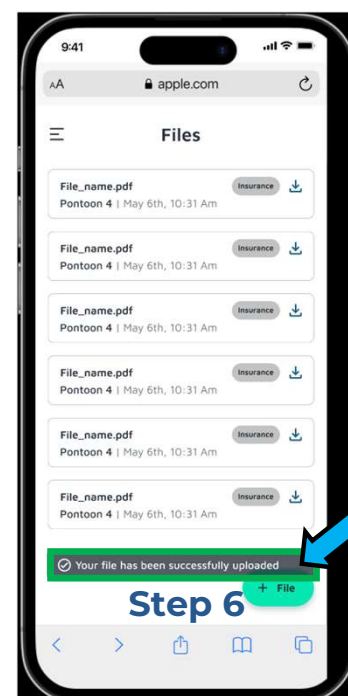 9:41
AA apple.com
Files
File_name.pdf Insurance
Pontoon 4 | May 6th, 10:31 Am
File_name.pdf Insurance
Pontoon 4 | May 6th, 10:31 Am
File_name.pdf Insurance
Pontoon 4 | May 6th, 10:31 Am
File_name.pdf Insurance
Pontoon 4 | May 6th, 10:31 Am
File_name.pdf Insurance
Pontoon 4 | May 6th, 10:31 Am
File_name.pdf Insurance
Pontoon 4 | May 6th, 10:31 Am
Your file has been successfully uploaded
+ File
Step 6